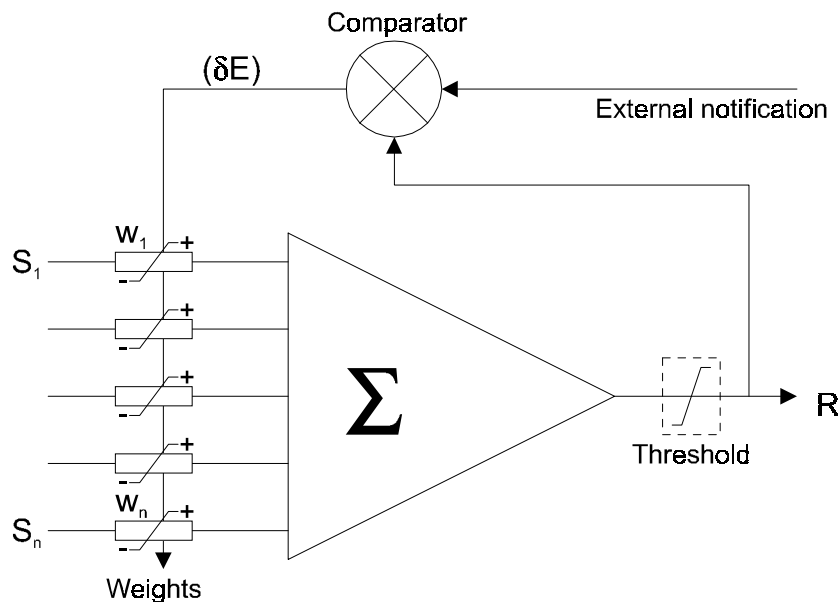 Comparator
(δE)
External notification
w1
+
S1
-
+
-
+
-
Σ
R
+
-
Threshold
wn
+
Sn
-
Weights